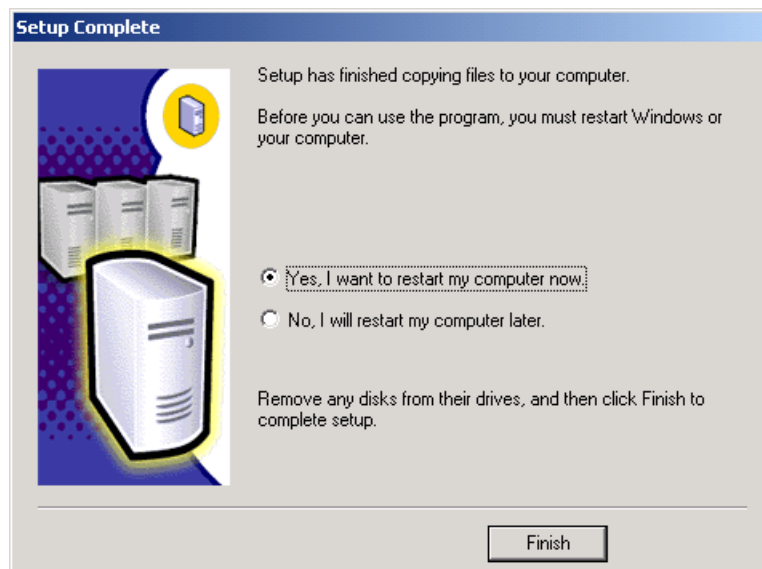 Setup Complete
Setup has finished copying files to your computer.
Before you can use the program, you must restart Windows or
your computer.
Yes, I want to restart my computer now.
No, I will restart my computer later.
Remove any disks from their drives, and then click Finish to
complete setup.
Finish